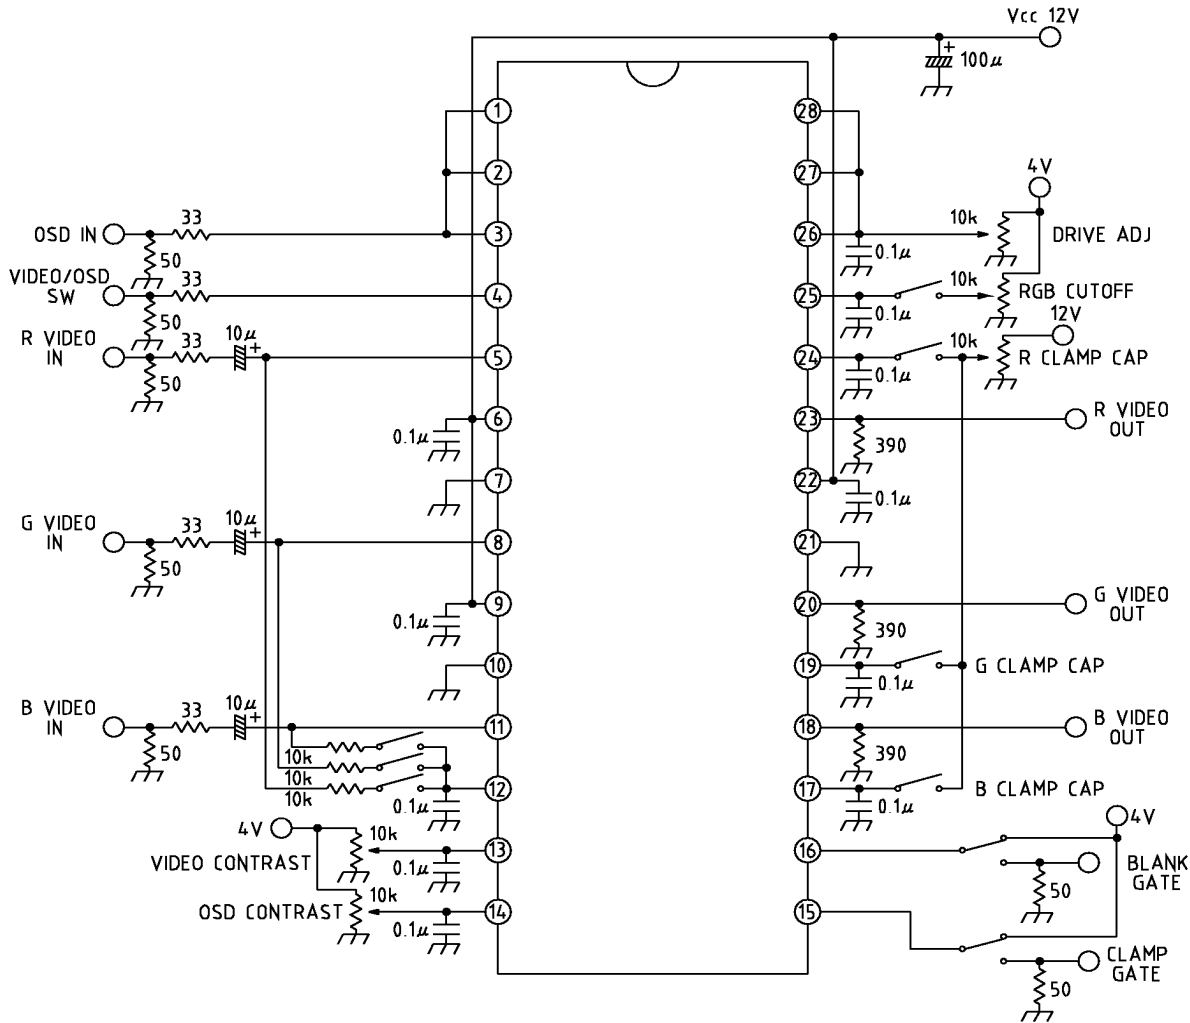 Vcc 12V
100μ
1
28
2
27
4V
OSD IN
33
3
26
10k
DRIVE ADJ
50
0.1μ
VIDEO/OSD
SW
33
4
25
10k
RGB CUTOFF
50
0.1μ
12V
R VIDEO
IN
33
10μ
+
5
24
10k
R CLAMP CAP
50
0.1μ
6
23
R VIDEO
OUT
0.1μ
390
7
22
0.1μ
G VIDEO
IN
33
10μ
+
8
21
50
9
20
G VIDEO
OUT
0.1μ
390
10
19
G CLAMP CAP
0.1μ
B VIDEO
IN
33
10μ
+
11
18
B VIDEO
OUT
50
10k
10k
10k
390
12
17
B CLAMP CAP
0.1μ
0.1μ
4V
4V
10k
VIDEO CONTRAST
13
16
BLANK
GATE
0.1μ
50
10k
OSD CONTRAST
14
15
0.1μ
CLAMP
GATE
50
+